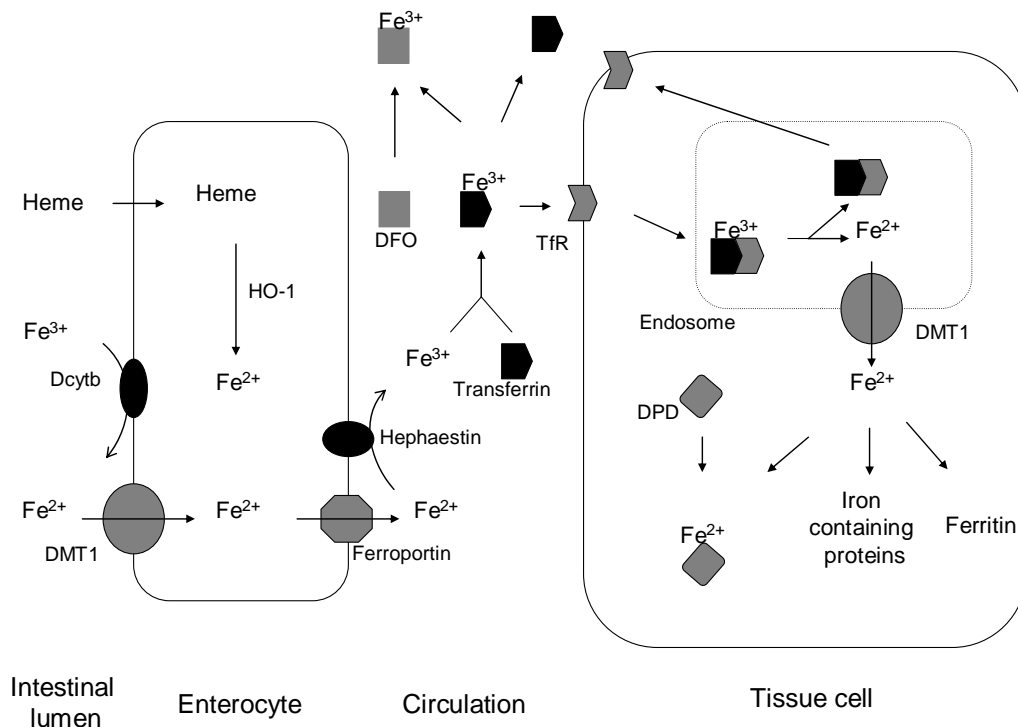 Fe³⁺
Fe³⁺
Heme
Heme
DFO
TfR
Fe³⁺
Fe²⁺
HO-1
Endosome
DMT1
Fe³⁺
Dcytb
Fe²⁺
Fe³⁺
Transferrin
Fe²⁺
DPD
Hephaestin
Fe²⁺
Fe²⁺
Fe²⁺
DMT1
Ferroportin
Fe²⁺
Iron
containing
proteins
Ferritin
Intestinal
lumen
Enterocyte
Circulation
Tissue cell